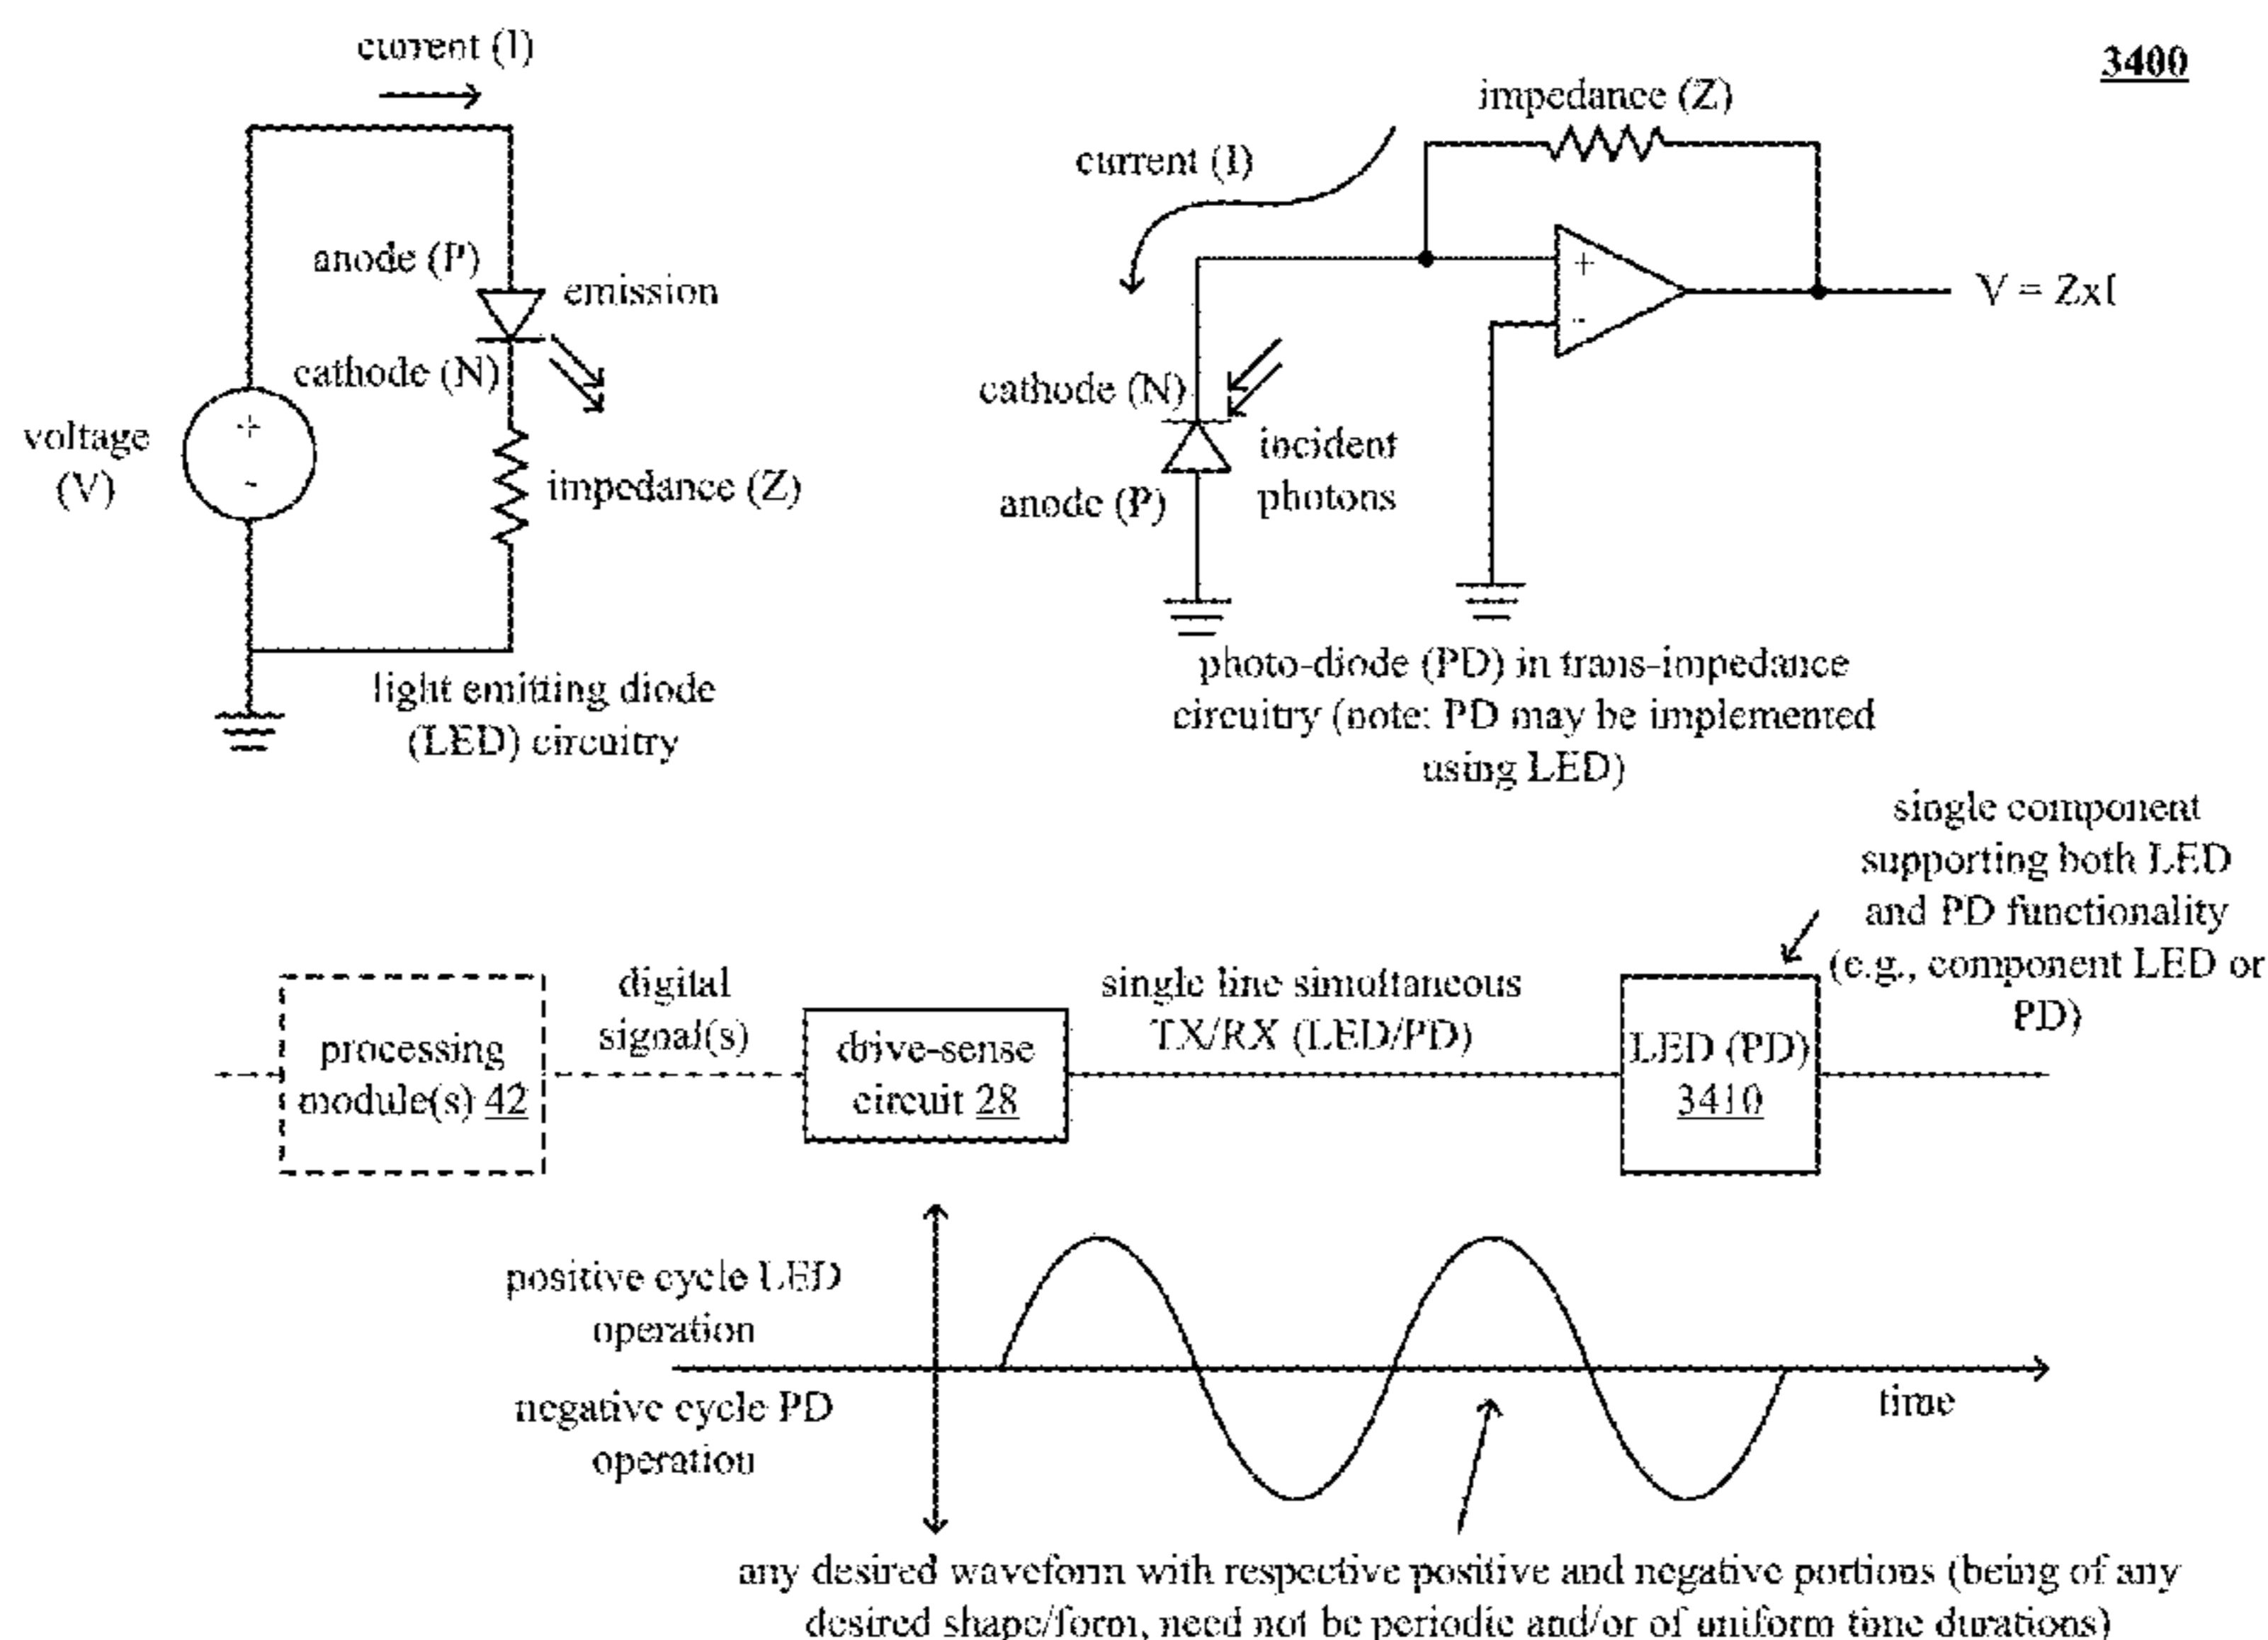 3400
current (I)
anode (P)
emission
cathode (N)
voltage
(V)
+
-
impedance (Z)
light emitting diode
(LED) circuitry
impedance (Z)
current (I)
+
-
V = ZxI
cathode (N)
incident
photons
anode (P)
photo-diode (PD) in trans-impedance
circuitry (note: PD may be implemented
using LED)
single component
supporting both LED
and PD functionality
(e.g., component LED or
PD)
processing
module(s) 42
digital
signal(s)
drive-sense
circuit 28
single line simultaneous
TX/RX (LED/PD)
LED (PD)
3410
positive cycle LED
operation
negative cycle PD
operation
time
any desired waveform with respective positive and negative portions (being of any
desired shape/form, need not be periodic and/or of uniform time durations)